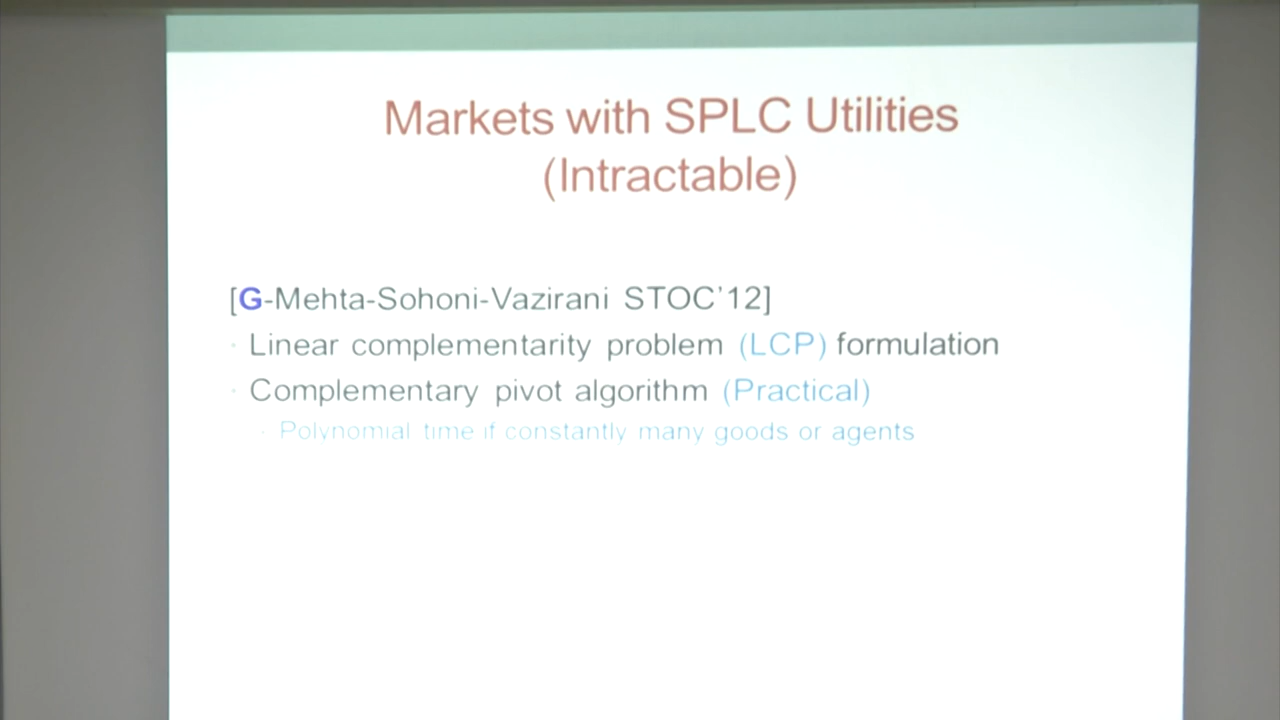 Markets with SPLC Utilities
(Intractable)
[G-Mehta-Sohoni-Vazirani STOC'12]
· Linear complementarity problem (LCP) formulation
· Complementary pivot algorithm (Practical)
· Polynomial time if constantly many goods or agents